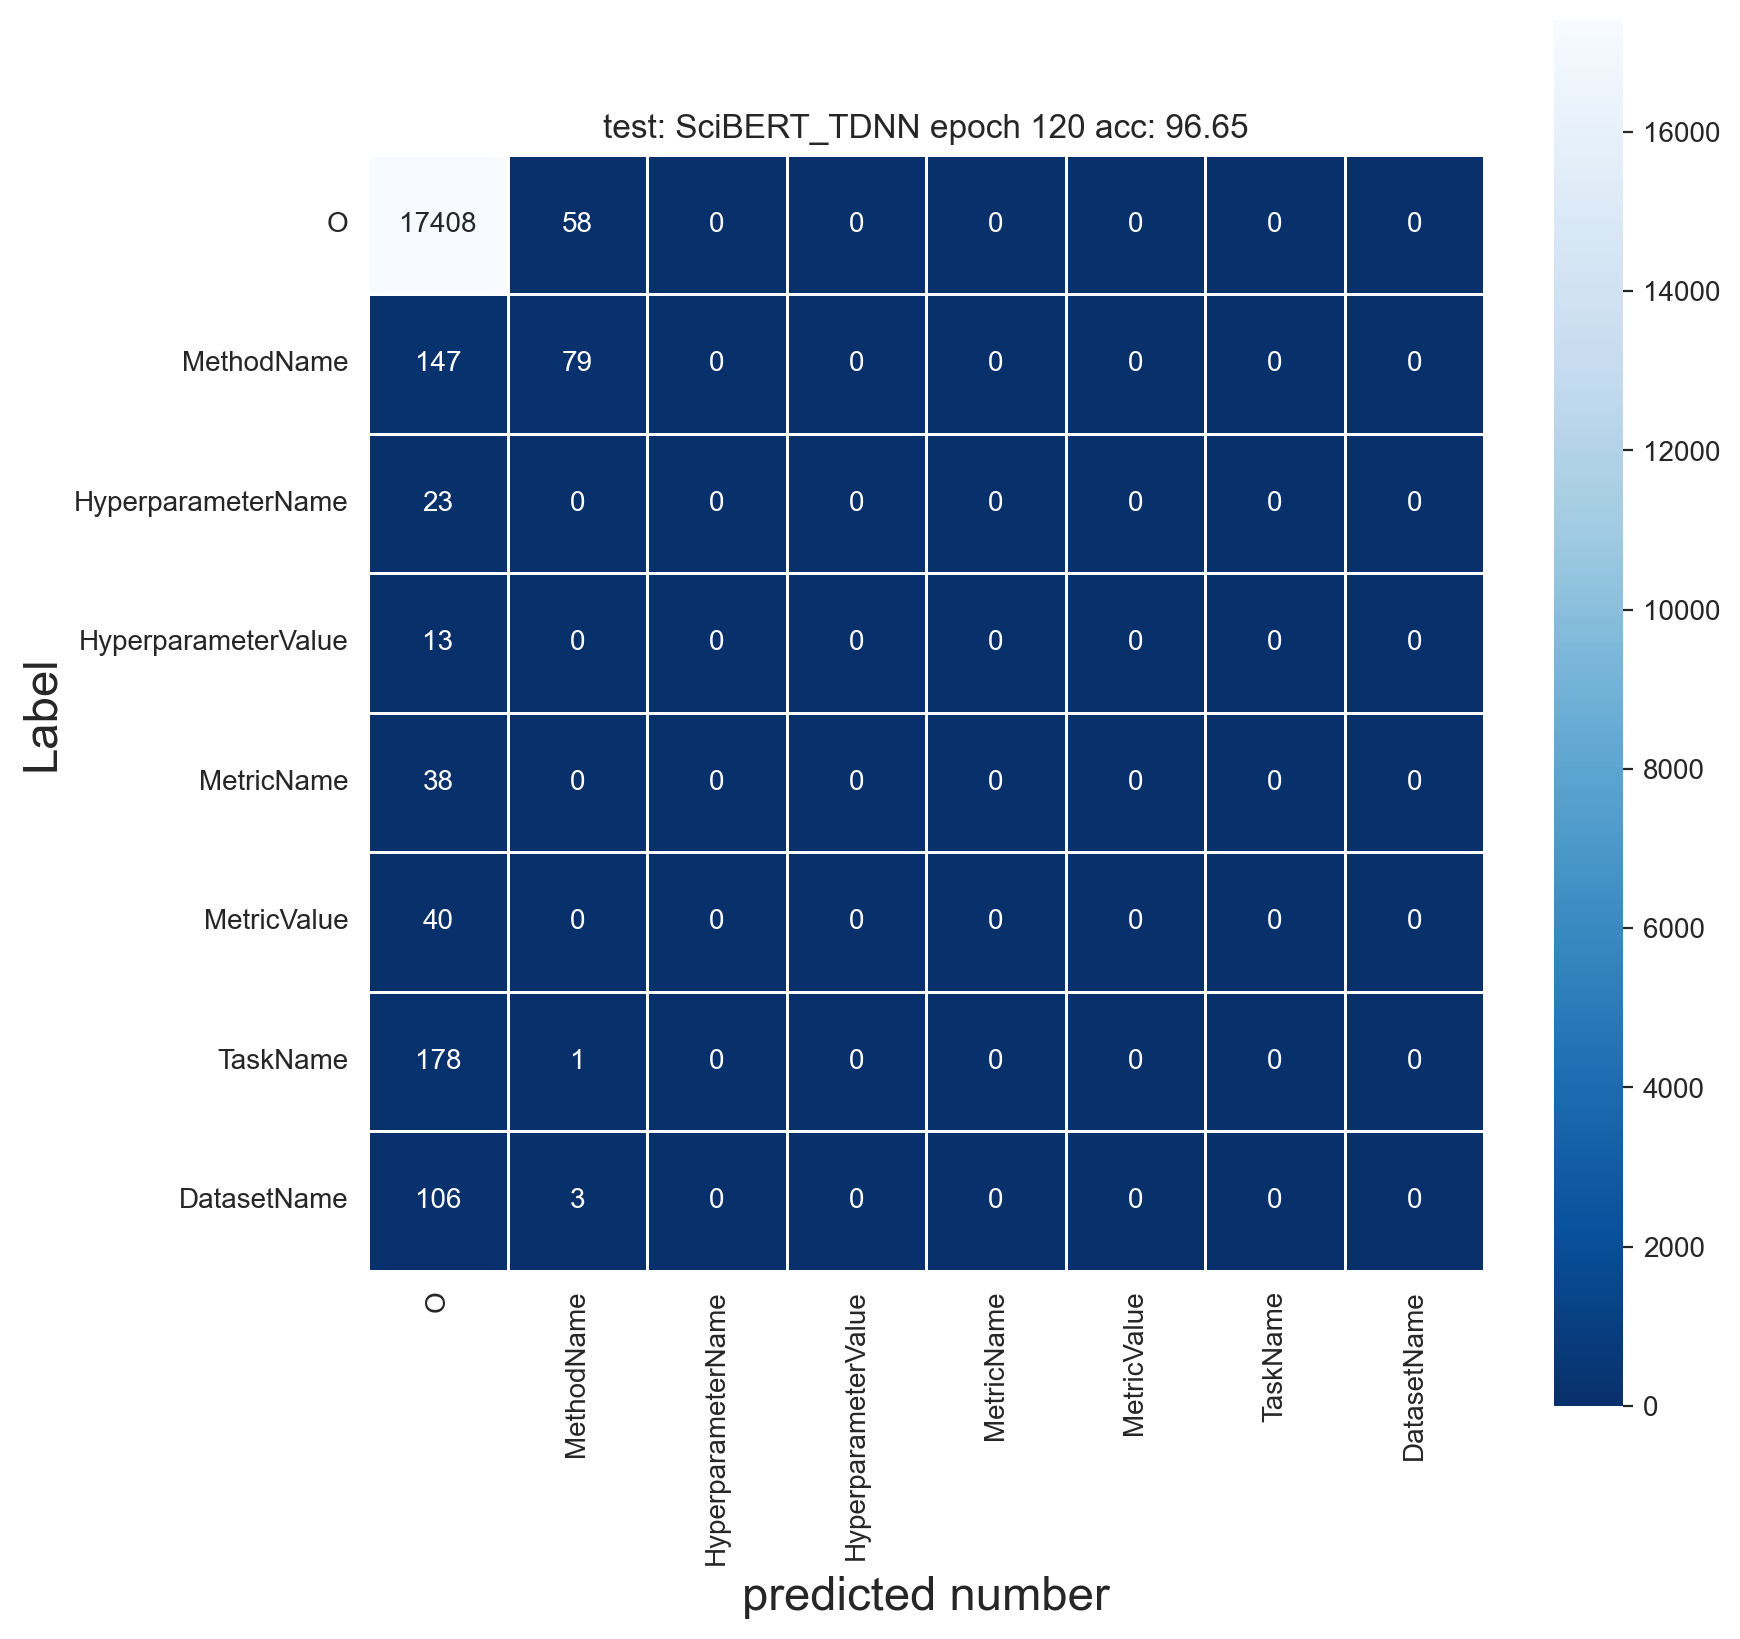 test: SciBERT_TDNN epoch 120 acc: 96.65
O 17408 58 0 0 0 0 0 0
MethodName 147 79 0 0 0 0 0 0
HyperparameterName 23 0 0 0 0 0 0 0
HyperparameterValue 13 0 0 0 0 0 0 0
MetricName 38 0 0 0 0 0 0 0
MetricValue 40 0 0 0 0 0 0 0
TaskName 178 1 0 0 0 0 0 0
DatasetName 106 3 0 0 0 0 0 0
Label
O
MethodName
HyperparameterName
HyperparameterValue
MetricName
MetricValue
TaskName
DatasetName
predicted number
16000
14000
12000
10000
8000
6000
4000
2000
0